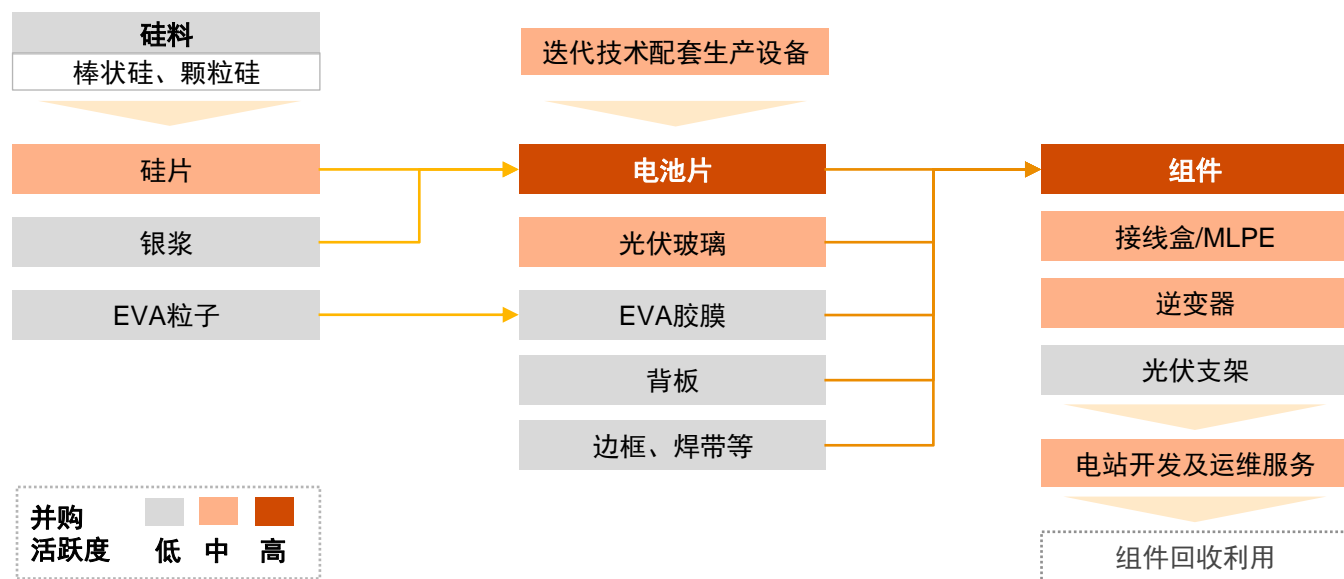 硅料
棒状硅、颗粒硅
硅片
银浆
EVA粒子
迭代技术配套生产设备
电池片
光伏玻璃
EVA胶膜
背板
边框、焊带等
组件
接线盒/MLPE
逆变器
光伏支架
电站开发及运维服务
组件回收利用
并购
活跃度 低 中 高